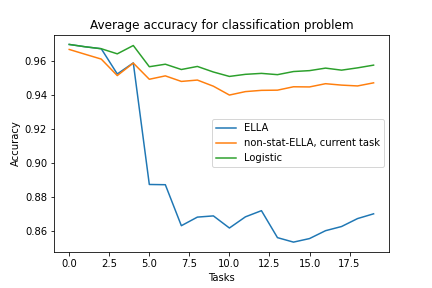 Average accuracy for classification problem
Accuracy
0.96
0.94
0.92
0.90
0.88
0.86
ELLA
non-stat-ELLA, current task
Logistic
0.0 2.5 5.0 7.5 10.0 12.5 15.0 17.5
Tasks